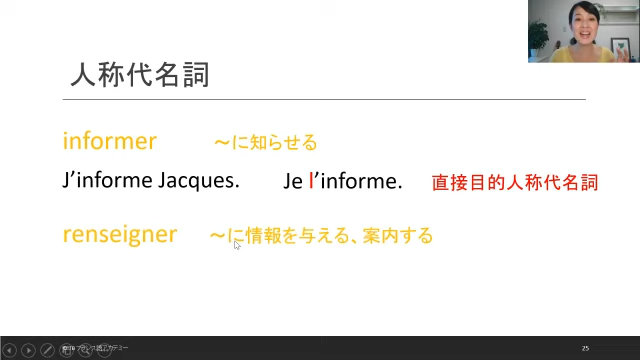 人称代名詞
informer ～に知らせる
J'informe Jacques. Je l'informe. 直接目的人称代名詞
renseigner ～に情報を与える、案内する
25